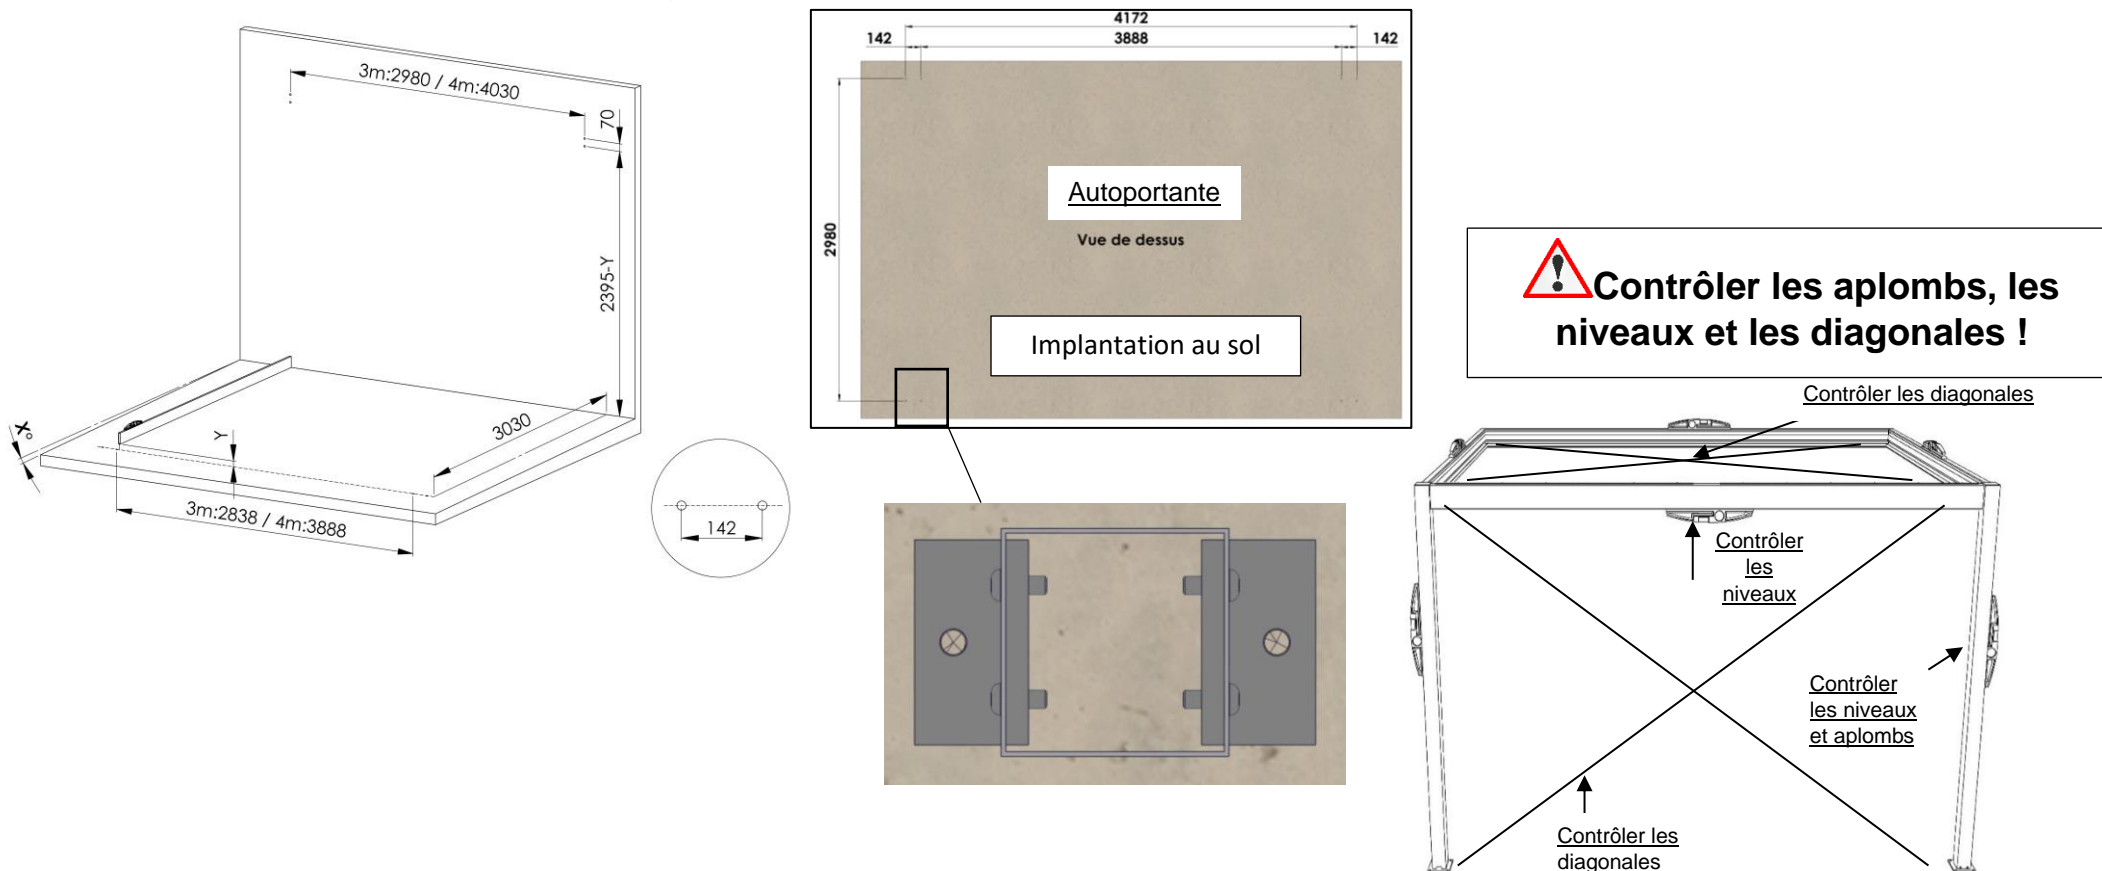 3m:2980 / 4m:4030
70
2395-Y
3030
X°
Y
3m:2838 / 4m:3888
142
4172
142
3888
142
2980
Autoportante
Vue de dessus
Implantation au sol
Contrôler les aplombs, les
niveaux et les diagonales !
Contrôler les diagonales
Contrôler
les
niveaux
Contrôler
les niveaux
et aplombs
Contrôler les
diagonales